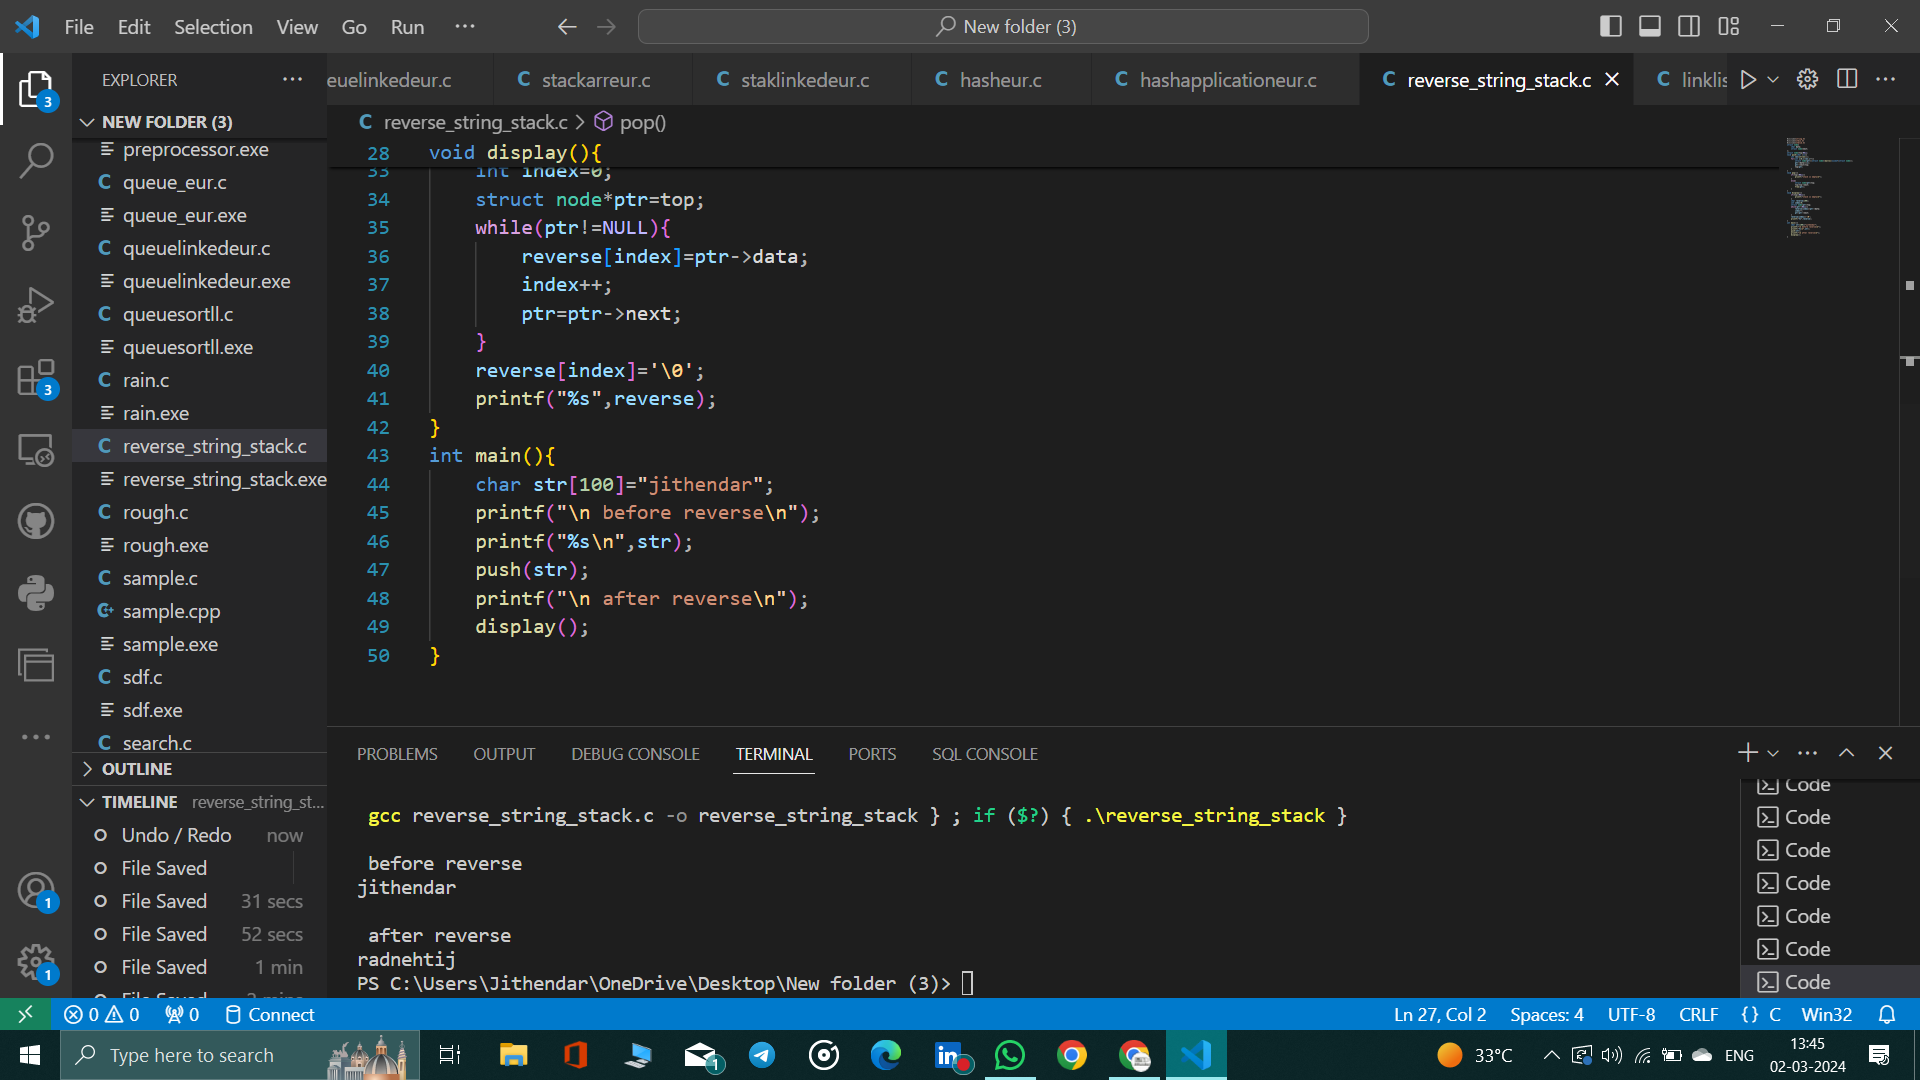 File Edit Selection View Go Run ···
New folder (3)
EXPLORER ···
euelinkedeur.c C stackarreur.c C staklinkedeur.c C hasheur.c C hashapplicationeur.c C reverse_string_stack.c C linklis
NEW FOLDER (3)
preprocessor.exe
C queue_eur.c
queue_eur.exe
C queuelinkedeur.c
queuelinkedeur.exe
C queuesortll.c
queuesortll.exe
C rain.c
rain.exe
C reverse_string_stack.c
reverse_string_stack.exe
C rough.c
rough.exe
C sample.c
sample.cpp
sample.exe
C sdf.c
sdf.exe
C search.c
OUTLINE
TIMELINE reverse_string_st...
Undo / Redo now
File Saved
File Saved 31 secs
File Saved 52 secs
File Saved 1 min
3
3
1
1
C reverse_string_stack.c > pop()
28 void display(){
33 int index=0;
34 struct node*ptr=top;
35 while(ptr!=NULL){
36 reverse[index]=ptr->data;
37 index++;
38 ptr=ptr->next;
39 }
40 reverse[index]='\0';
41 printf("%s",reverse);
42 }
43 int main(){
44 char str[100]="jithendar";
45 printf("\n before reverse\n");
46 printf("%s\n",str);
47 push(str);
48 printf("\n after reverse\n");
49 display();
50 }
PROBLEMS OUTPUT DEBUG CONSOLE TERMINAL PORTS SQL CONSOLE
gcc reverse_string_stack.c -o reverse_string_stack } ; if ($?) { .\reverse_string_stack }
before reverse
jithendar
after reverse
radnehtij
PS C:\Users\Jithendar\OneDrive\Desktop\New folder (3)>
Code
Code
Code
Code
Code
Code
Code
0 0 0 Connect
Ln 27, Col 2 Spaces: 4 UTF-8 CRLF {} C Win32
Type here to search
1
33°C
ENG
13:45
02-03-2024